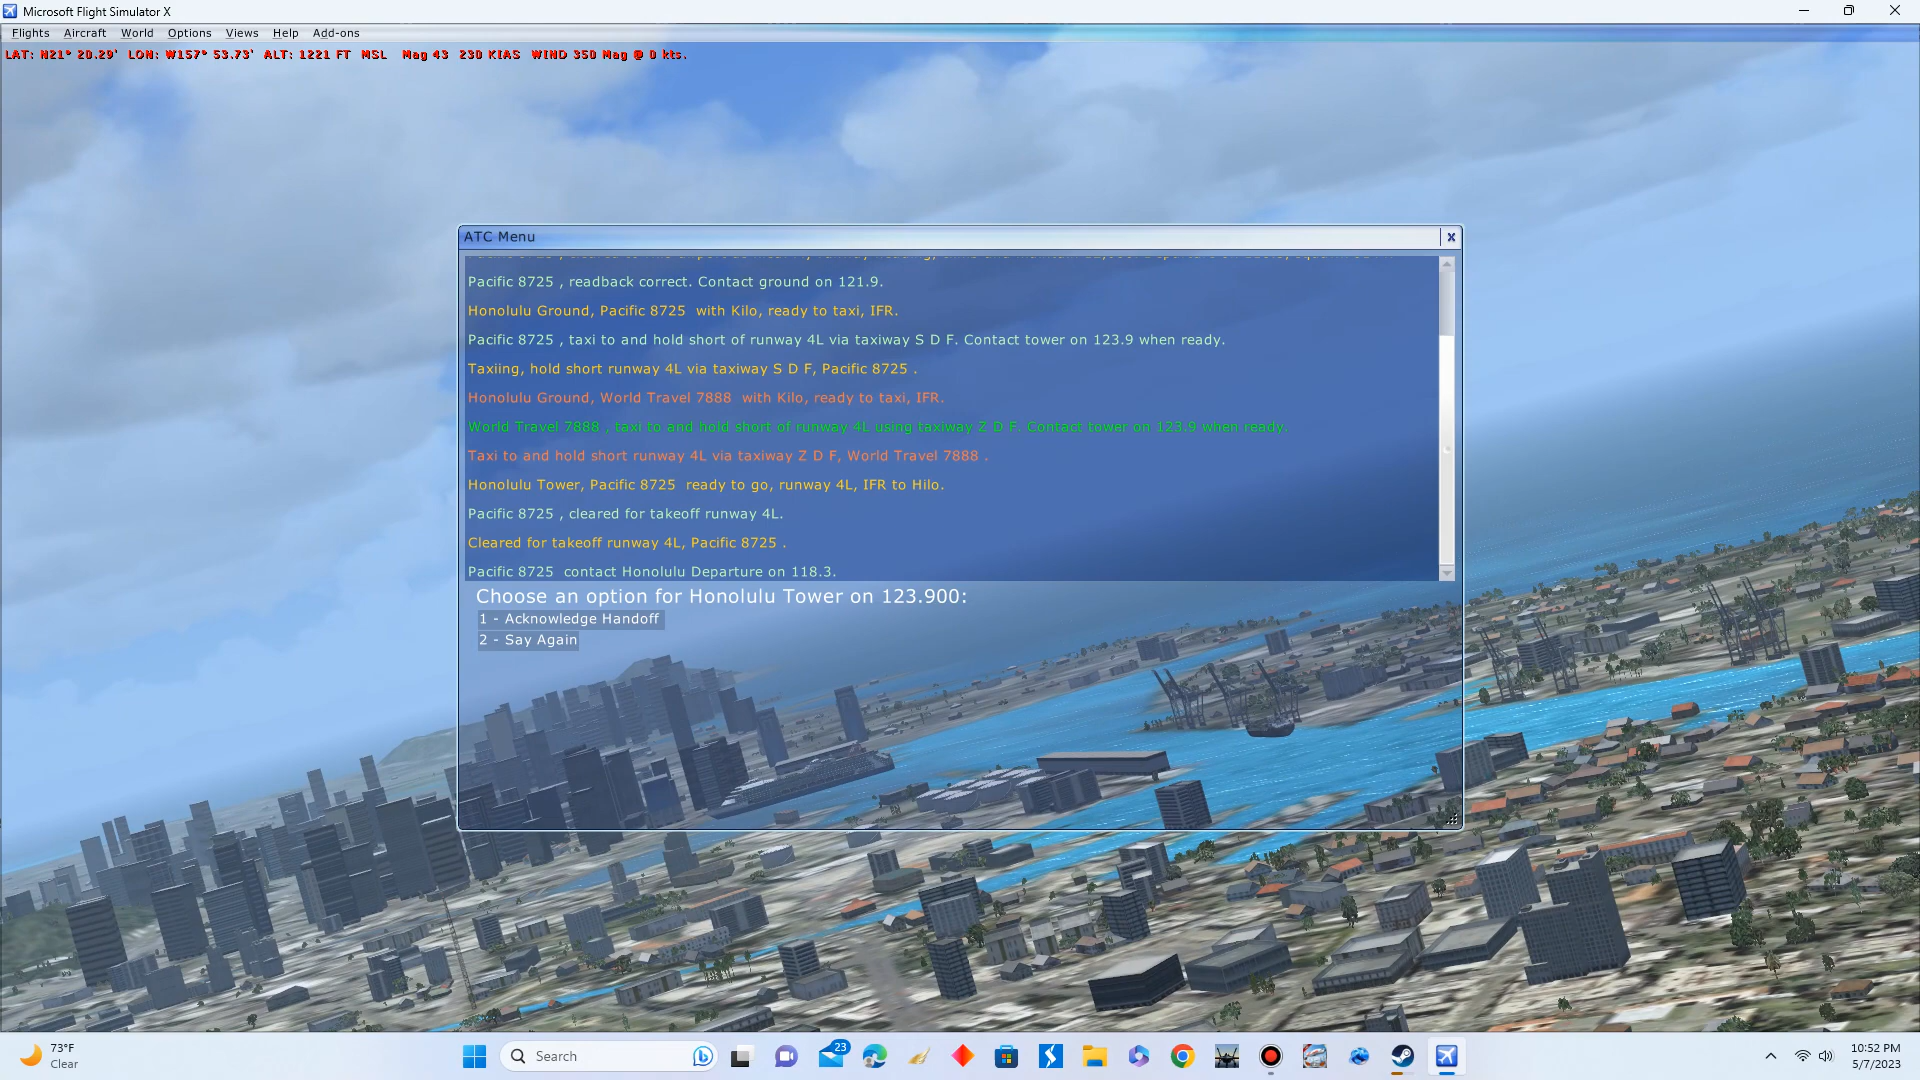 Microsoft Flight Simulator X
Flights Aircraft World Options Views Help Add-ons
LAT: N21° 20.29' LON: W157° 53.73' ALT: 1221 FT MSL Mag 43 230 KIAS WIND 350 Mag @ 0 kts.
ATC Menu
x
Pacific 8725 , readback correct. Contact ground on 121.9.
Honolulu Ground, Pacific 8725 with Kilo, ready to taxi, IFR.
Pacific 8725 , taxi to and hold short of runway 4L via taxiway S D F. Contact tower on 123.9 when ready.
Taxiing, hold short runway 4L via taxiway S D F, Pacific 8725 .
Honolulu Ground, World Travel 7888 with Kilo, ready to taxi, IFR.
World Travel 7888 , taxi to and hold short of runway 4L using taxiway Z D F. Contact tower on 123.9 when ready.
Taxi to and hold short runway 4L via taxiway Z D F, World Travel 7888 .
Honolulu Tower, Pacific 8725 ready to go, runway 4L, IFR to Hilo.
Pacific 8725 , cleared for takeoff runway 4L.
Cleared for takeoff runway 4L, Pacific 8725 .
Pacific 8725 contact Honolulu Departure on 118.3.
Choose an option for Honolulu Tower on 123.900:
1 - Acknowledge Handoff
2 - Say Again
73°F
Clear
Search
23
10:52 PM
5/7/2023